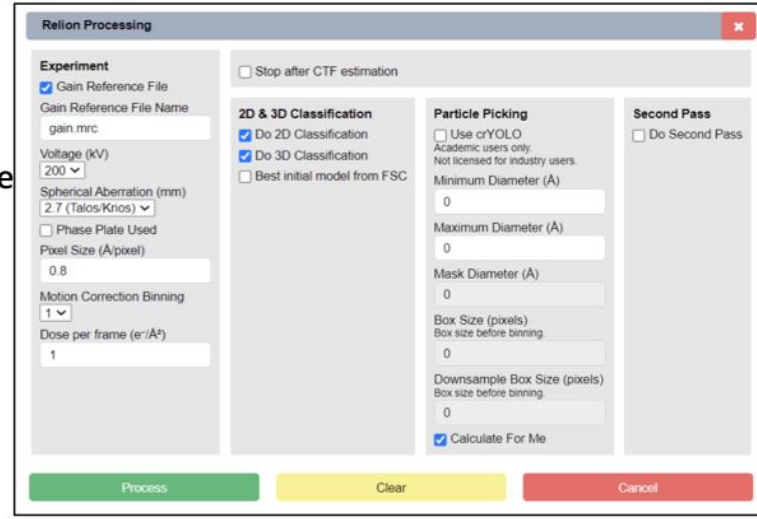 Relion Processing
×
Experiment
Gain Reference File
Gain Reference File Name
gain.mrc
Voltage (kV)
200
Spherical Aberration (mm)
2.7 (Talos/Krios)
Phase Plate Used
Pixel Size (Å/pixel)
0.8
Motion Correction Binning
1
Dose per frame (e⁻/Å²)
1
Stop after CTF estimation
2D & 3D Classification
Do 2D Classification
Do 3D Classification
Best initial model from FSC
Particle Picking
Use crYOLO
Academic users only.
Not licensed for industry users.
Minimum Diameter (Å)
0
Maximum Diameter (Å)
0
Mask Diameter (Å)
0
Box Size (pixels)
Box size before binning.
0
Downsample Box Size (pixels)
Box size before binning.
0
Calculate For Me
Second Pass
Do Second Pass
Process
Clear
Cancel
e